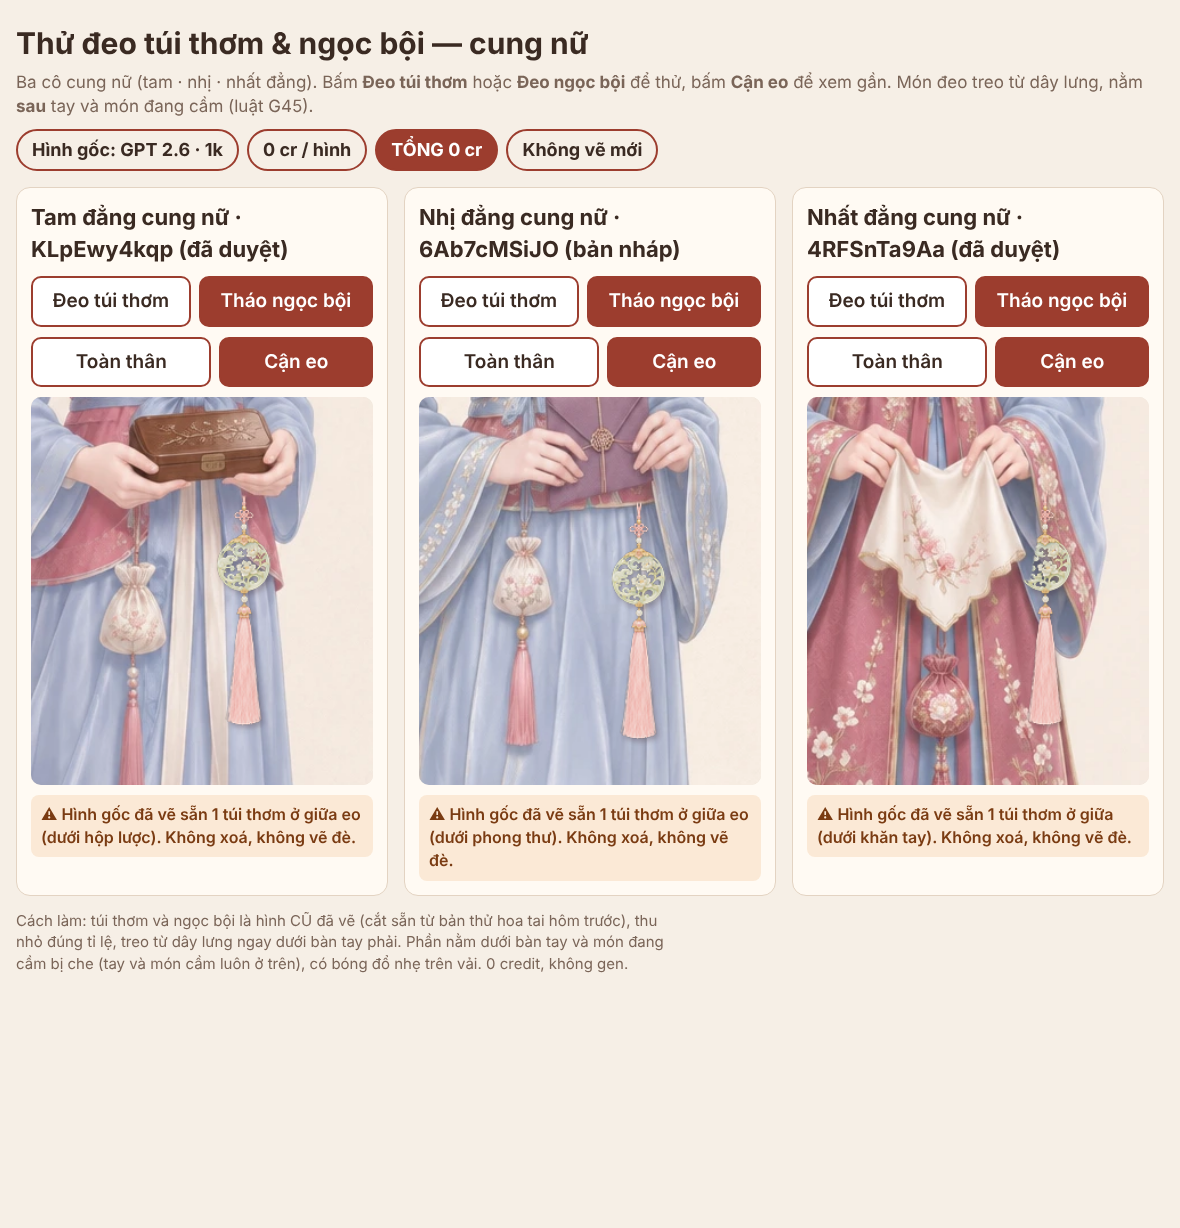 Thử đeo túi thơm & ngọc bội — cung nữ
Ba cô cung nữ (tam · nhị · nhất đẳng). Bấm Đeo túi thơm hoặc Đeo ngọc bội để thử, bấm Cận eo để xem gần. Món đeo treo từ dây lưng, nằm
sau tay và món đang cầm (luật G45).
Hình gốc: GPT 2.6 · 1k
0 cr / hình
TỔNG 0 cr
Không vẽ mới
Tam đẳng cung nữ ·
KLpEwy4kqp (đã duyệt)
Đeo túi thơm
Tháo ngọc bội
Toàn thân
Cận eo
⚠ Hình gốc đã vẽ sẵn 1 túi thơm ở giữa eo
(dưới hộp lược). Không xoá, không vẽ đè.
Nhị đẳng cung nữ ·
6Ab7cMSiJO (bản nháp)
Đeo túi thơm
Tháo ngọc bội
Toàn thân
Cận eo
⚠ Hình gốc đã vẽ sẵn 1 túi thơm ở giữa eo
(dưới phong thư). Không xoá, không vẽ
đè.
Nhất đẳng cung nữ ·
4RFSnTa9Aa (đã duyệt)
Đeo túi thơm
Tháo ngọc bội
Toàn thân
Cận eo
⚠ Hình gốc đã vẽ sẵn 1 túi thơm ở giữa
(dưới khăn tay). Không xoá, không vẽ đè.
Cách làm: túi thơm và ngọc bội là hình CŨ đã vẽ (cắt sẵn từ bản thử hoa tai hôm trước), thu
nhỏ đúng tỉ lệ, treo từ dây lưng ngay dưới bàn tay phải. Phần nằm dưới bàn tay và món đang
cầm bị che (tay và món cầm luôn ở trên), có bóng đổ nhẹ trên vải. 0 credit, không gen.